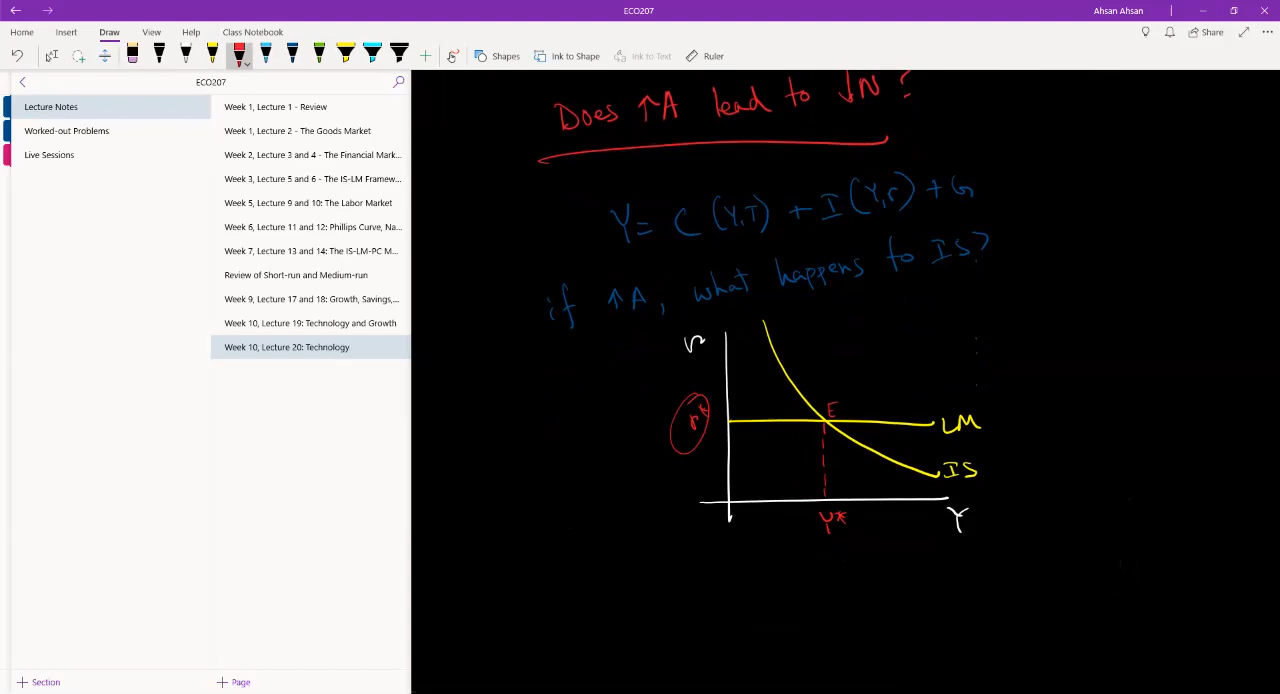 ECO207
Ahsan Ahsan
Home Insert Draw View Help Class Notebook
Share
Shapes Ink to Shape Ink to Text Ruler
ECO207
Lecture Notes
Worked-out Problems
Live Sessions
Week 1, Lecture 1 - Review
Week 1, Lecture 2 - The Goods Market
Week 2, Lecture 3 and 4 - The Financial Mark...
Week 3, Lecture 5 and 6 - The IS-LM Framew...
Week 5, Lecture 9 and 10: The Labor Market
Week 6, Lecture 11 and 12: Phillips Curve, Na...
Week 7, Lecture 13 and 14: The IS-LM-PC M...
Review of Short-run and Medium-run
Week 9, Lecture 17 and 18: Growth, Savings,...
Week 10, Lecture 19: Technology and Growth
Week 10, Lecture 20: Technology
Section
Page
Does ↑A lead to ↓N?
Y = C (Y,T) + I (Y,r) + G
if ↑A, what happens to IS?
r
r*
E
LM
IS
Y*
Y